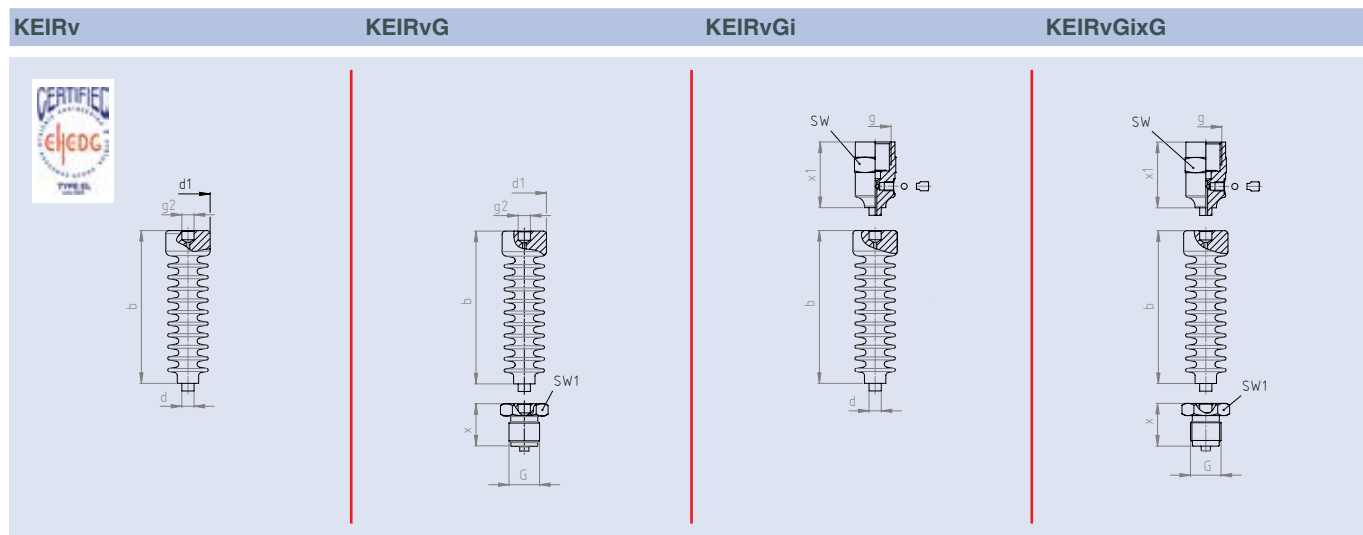 KEIRv KEIRvG KEIRvGi KEIRvGixG
CERTIFIED
EHEDG
TYPE EL
d1
g2
b
d
d1
g2
b
SW1
x
G
SW
g
x1
b
d
SW
g
x1
b
SW1
x
G